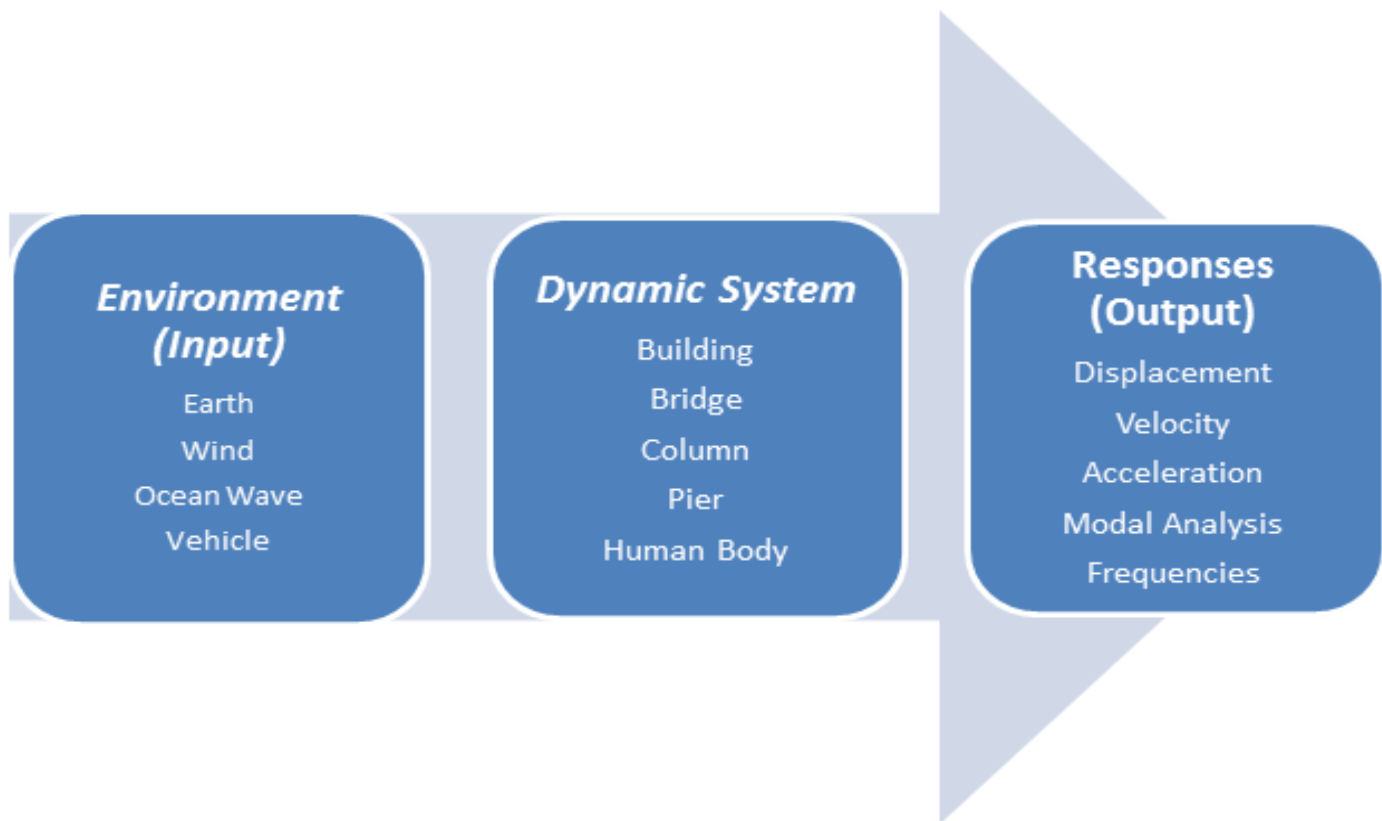 Environment
(Input)
Earth
Wind
Ocean Wave
Vehicle
Dynamic System
Building
Bridge
Column
Pier
Human Body
Responses
(Output)
Displacement
Velocity
Acceleration
Modal Analysis
Frequencies